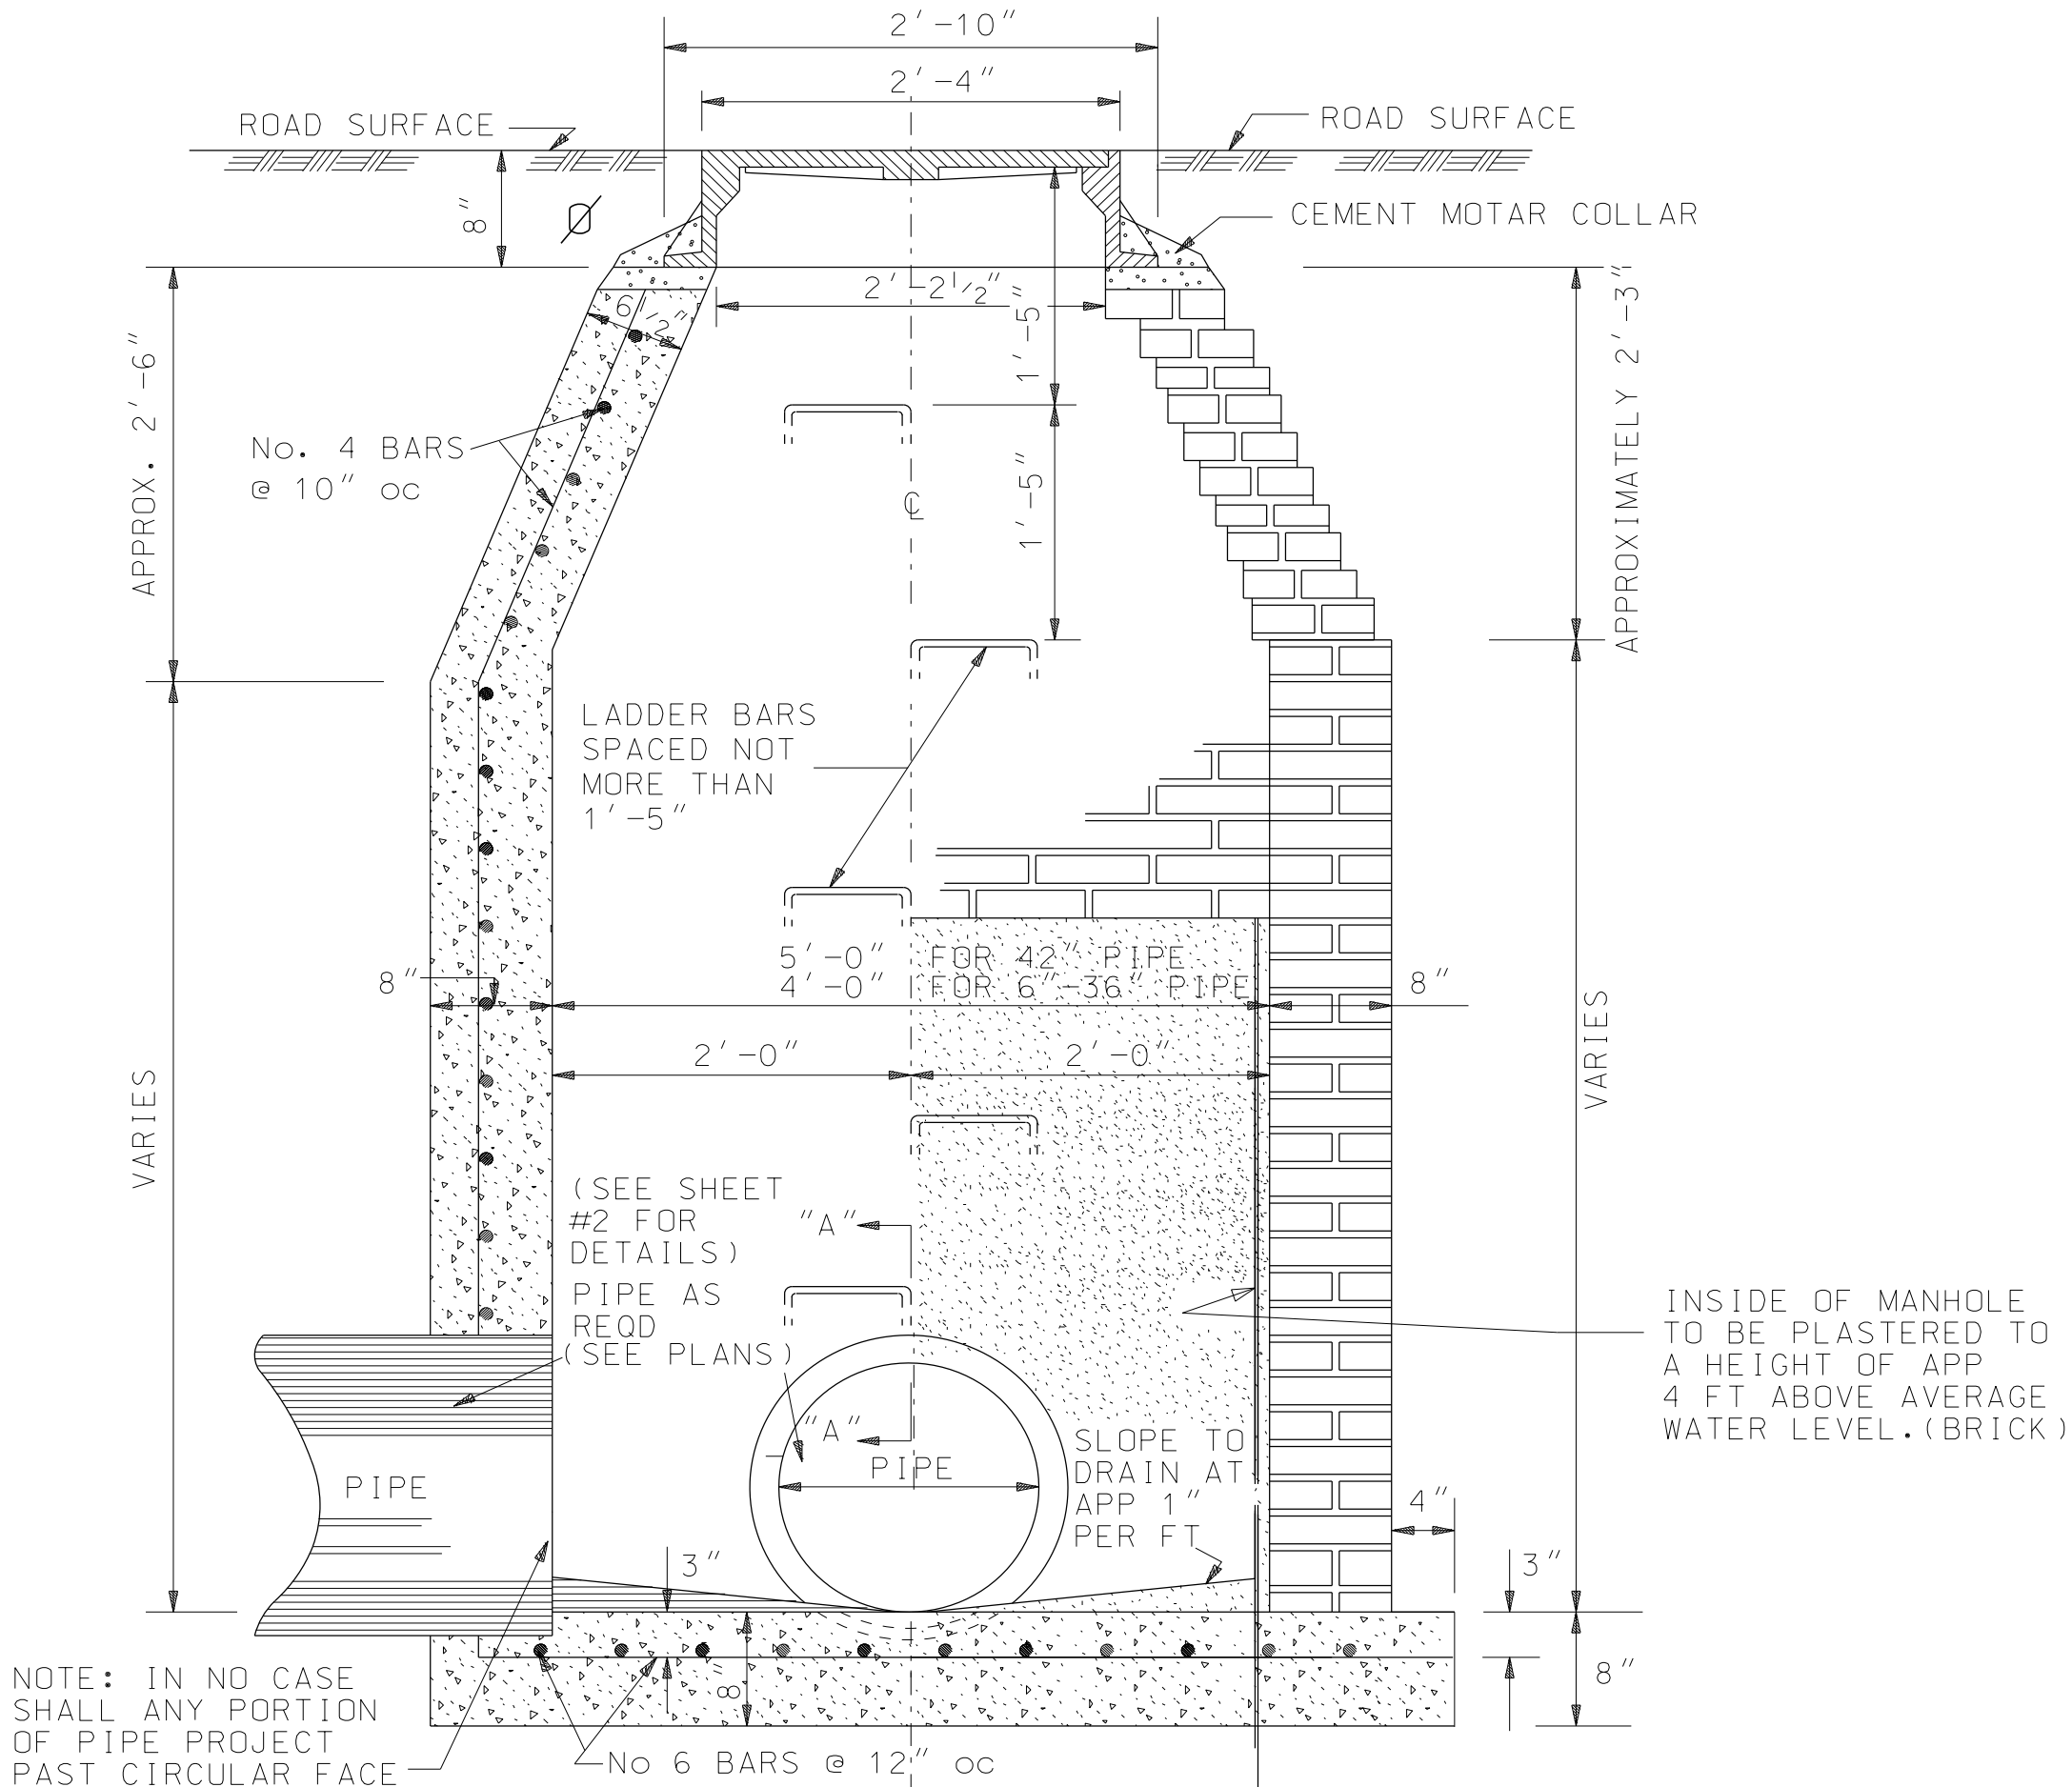 2'-10"
2'-4"
ROAD SURFACE
ROAD SURFACE
8"
CEMENT MOTAR COLLAR
2'-2 1/2"
6 1/2"
1'-5"
APPROX. 2'-6"
APPROXIMATELY 2'-3"
No. 4 BARS
@ 10" OC
1'-5"
CL
LADDER BARS
SPACED NOT
MORE THAN
1'-5"
5'-0" FOR 42" PIPE
4'-0" FOR 6"-36" PIPE
8"
8"
VARIES
VARIES
2'-0"
2'-0"
(SEE SHEET
#2 FOR
DETAILS)
"A"
PIPE AS
REQD
(SEE PLANS)
INSIDE OF MANHOLE
TO BE PLASTERED TO
A HEIGHT OF APP
4 FT ABOVE AVERAGE
WATER LEVEL.(BRICK)
"A"
PIPE
SLOPE TO
DRAIN AT
APP 1"
PER FT
PIPE
4"
3"
3"
8"
8"
NOTE: IN NO CASE
SHALL ANY PORTION
OF PIPE PROJECT
PAST CIRCULAR FACE
No 6 BARS @ 12" OC